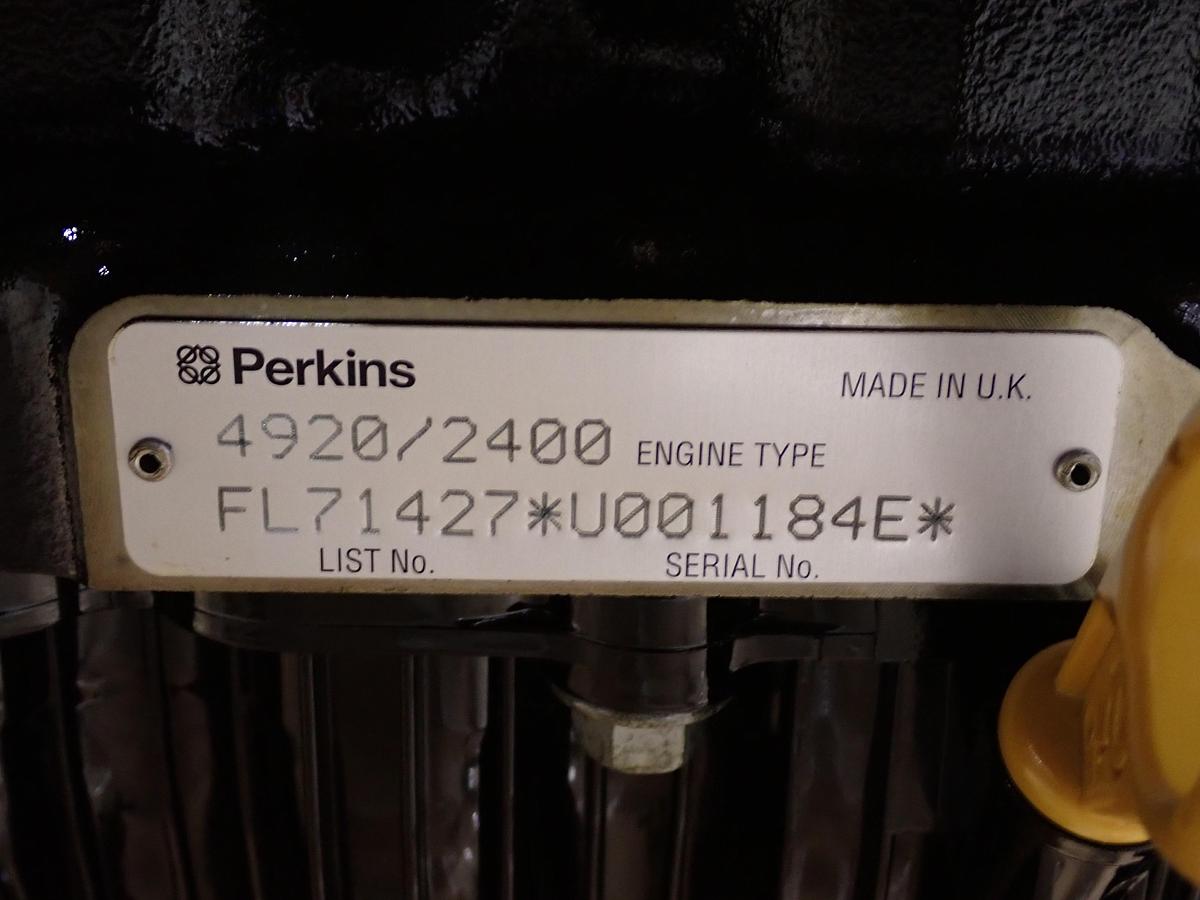 Perkins
MADE IN U.K.
4920/2400 ENGINE TYPE
FL71427*U001184E*
LIST No. SERIAL No.